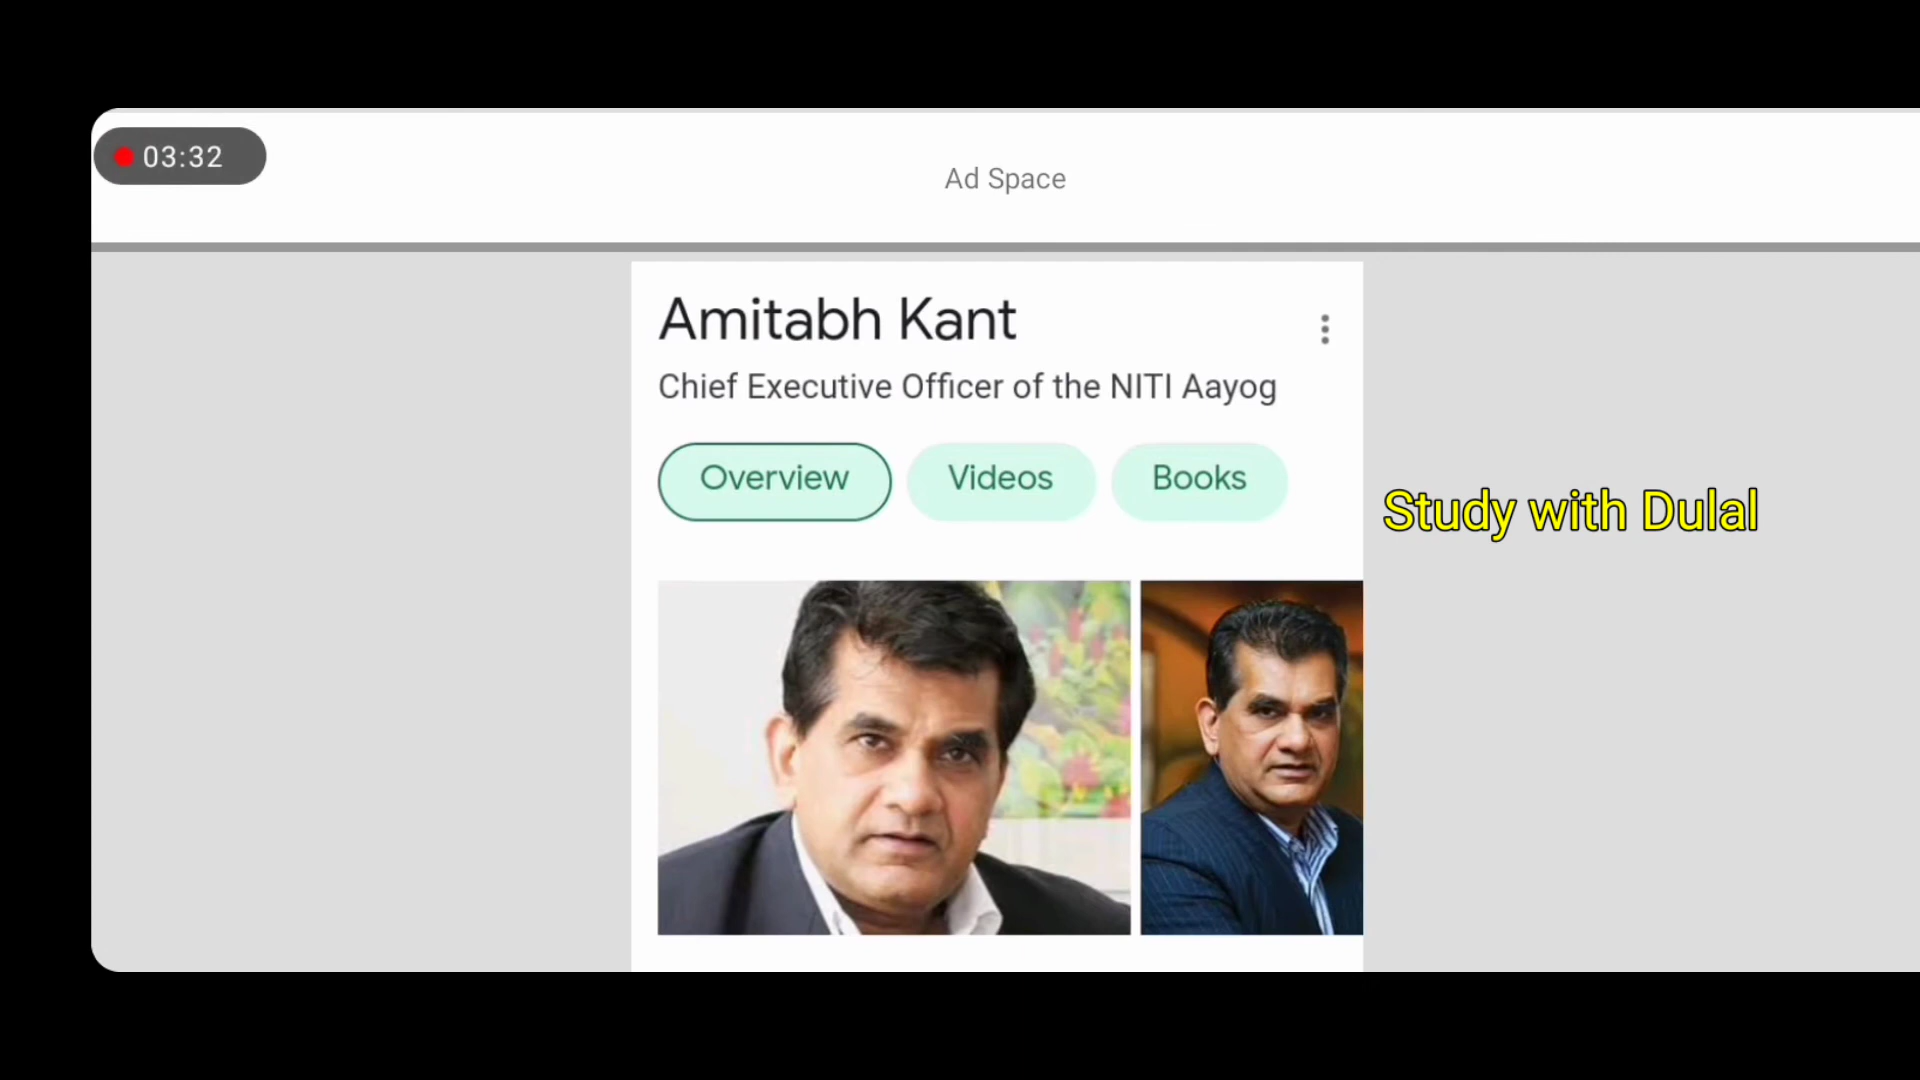 03:32
Ad Space
Amitabh Kant
Chief Executive Officer of the NITI Aayog
Overview Videos Books
Study with Dulal